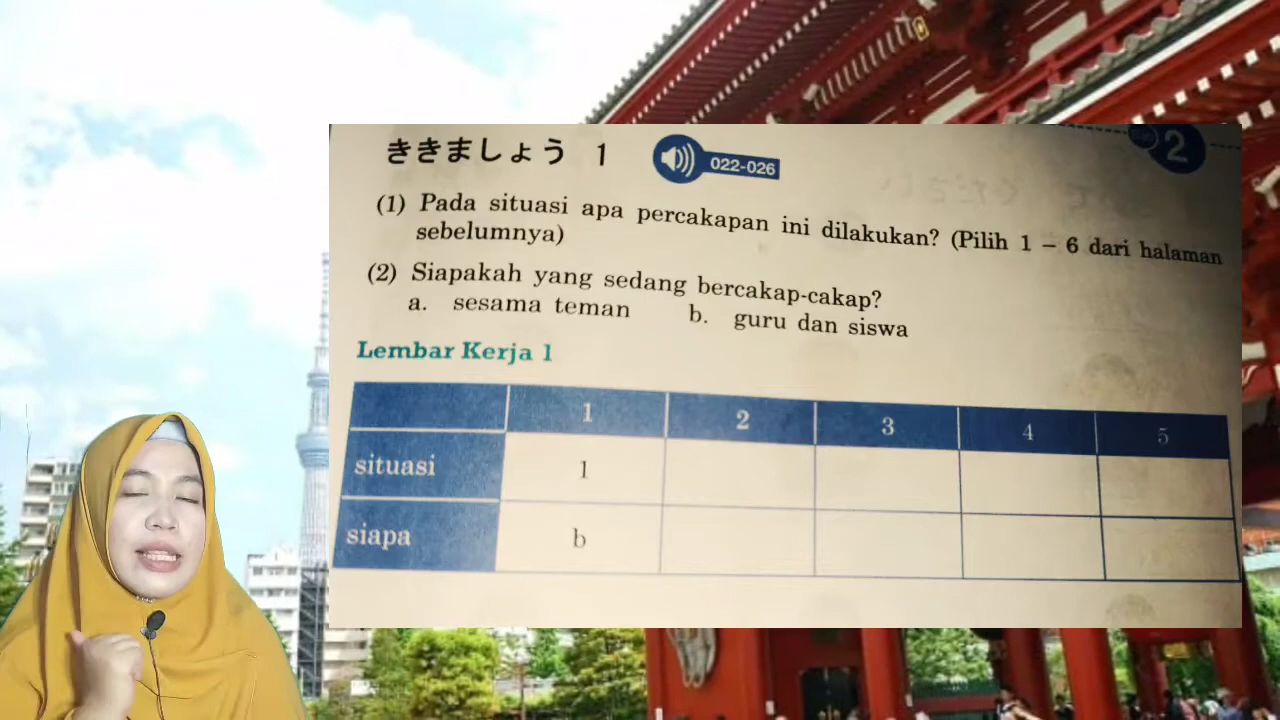 ききましょう 1
022-026
2
(1) Pada situasi apa percakapan ini dilakukan? (Pilih 1 – 6 dari halaman
sebelumnya)
(2) Siapakah yang sedang bercakap-cakap?
a. sesama teman b. guru dan siswa
Lembar Kerja 1
1 2 3 4 5
situasi 1
siapa b